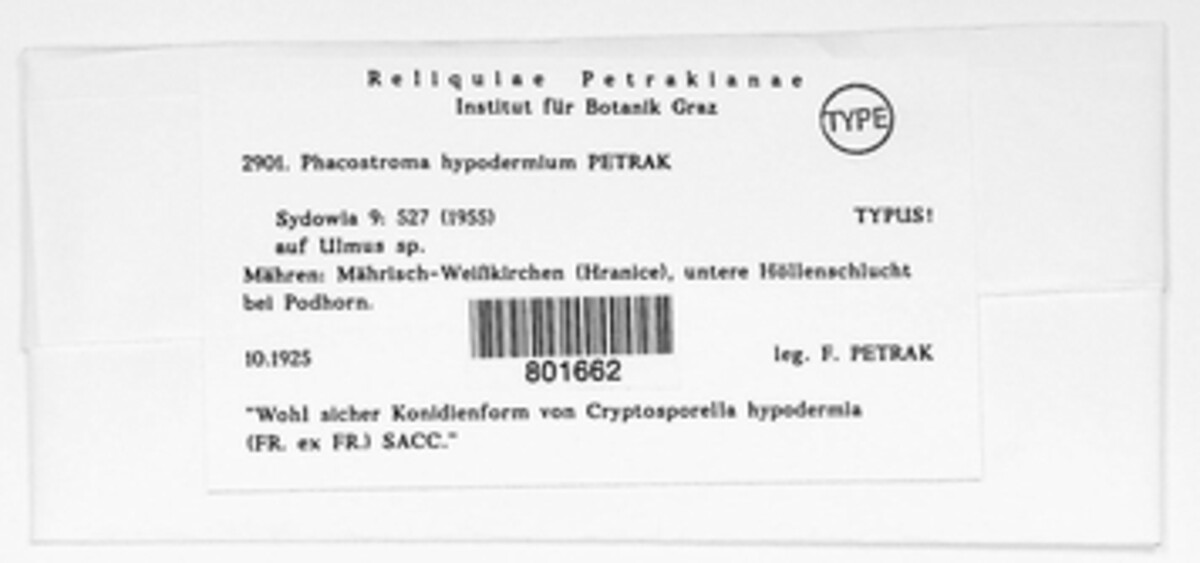 Reliquiae Petrakianae
Institut für Botanik Graz
TYPE
2901. Phacostroma hypodermium PETRAK
Sydowia 9: 527 (1955) TYPUS!
auf Ulmus sp.
Mähren: Mährisch-Weißkirchen (Hranice), untere Höllenschlucht
bei Podhorn.
10.1925 leg. F. PETRAK
801662
"Wohl sicher Konidienform von Cryptosporella hypodermia
(FR. ex FR.) SACC."